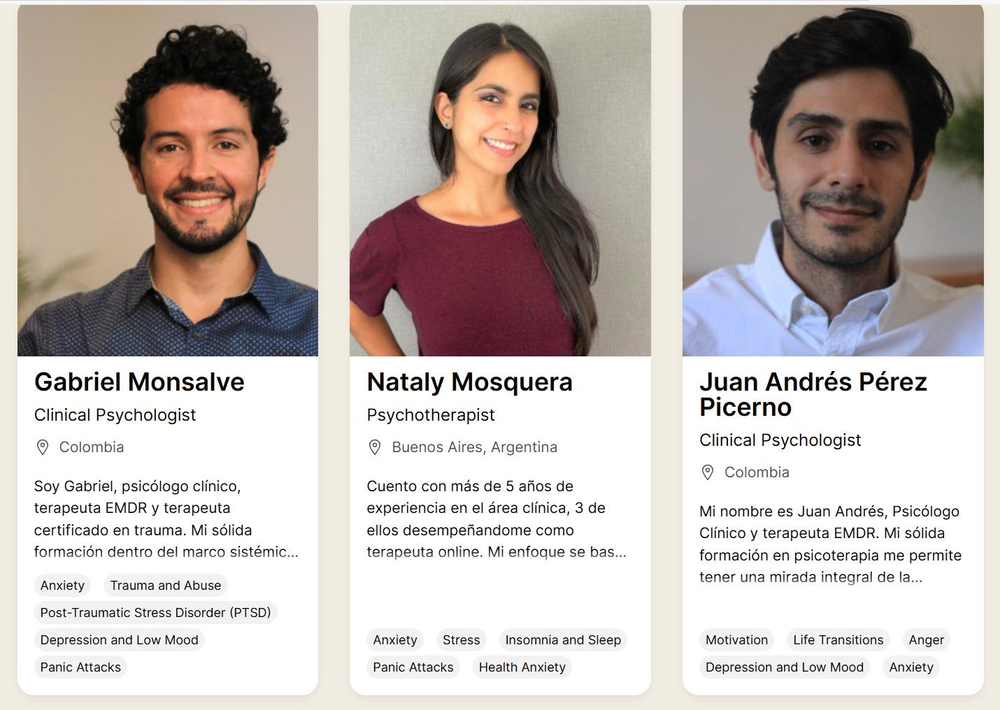 Gabriel Monsalve
Clinical Psychologist
Colombia
Soy Gabriel, psicólogo clínico,
terapeuta EMDR y terapeuta
certificado en trauma. Mi sólida
formación dentro del marco sistémic...
Anxiety Trauma and Abuse
Post-Traumatic Stress Disorder (PTSD)
Depression and Low Mood
Panic Attacks
Nataly Mosquera
Psychotherapist
Buenos Aires, Argentina
Cuento con más de 5 años de
experiencia en el área clínica, 3 de
ellos desempeñandome como
terapeuta online. Mi enfoque se bas...
Anxiety Stress Insomnia and Sleep
Panic Attacks Health Anxiety
Juan Andrés Pérez
Picerno
Clinical Psychologist
Colombia
Mi nombre es Juan Andrés, Psicólogo
Clínico y terapeuta EMDR. Mi sólida
formación en psicoterapia me permite
tener una mirada integral de la...
Motivation Life Transitions Anger
Depression and Low Mood Anxiety